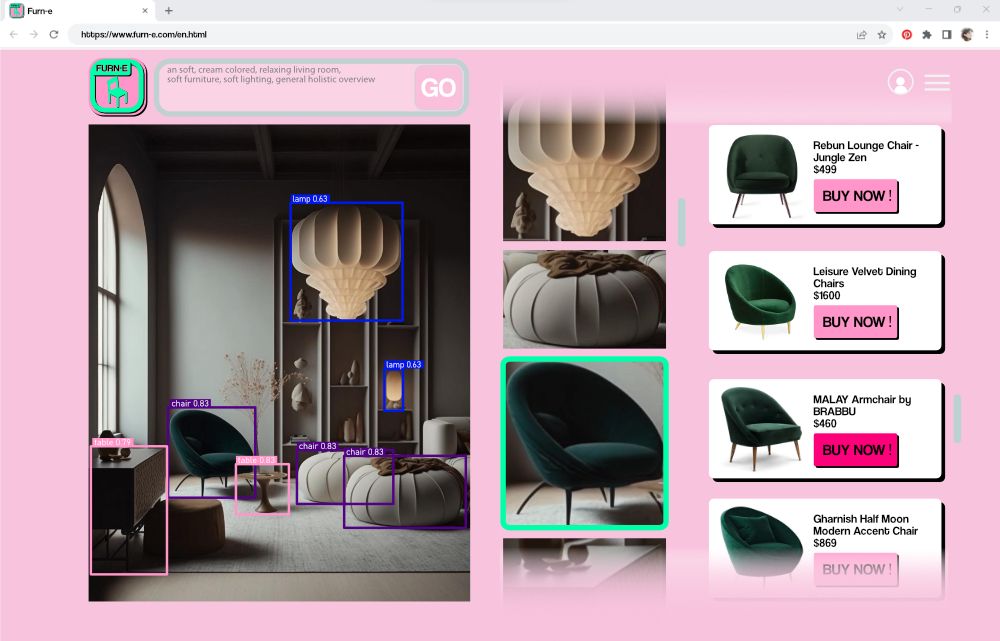 Furn-e
https://www.furn-e.com/en.html
FURN-E
an soft, cream colored, relaxing living room,
soft furniture, soft lighting, general holistic overview
GO
lamp 0.63
lamp 0.63
chair 0.83
table 0.79
table 0.83
chair 0.83
chair 0.83
Rebun Lounge Chair -
Jungle Zen
$499
BUY NOW !
Leisure Velvet Dining
Chairs
$1600
BUY NOW !
MALAY Armchair by
BRABBU
$460
BUY NOW !
Gharnish Half Moon
Modern Accent Chair
$869
BUY NOW !